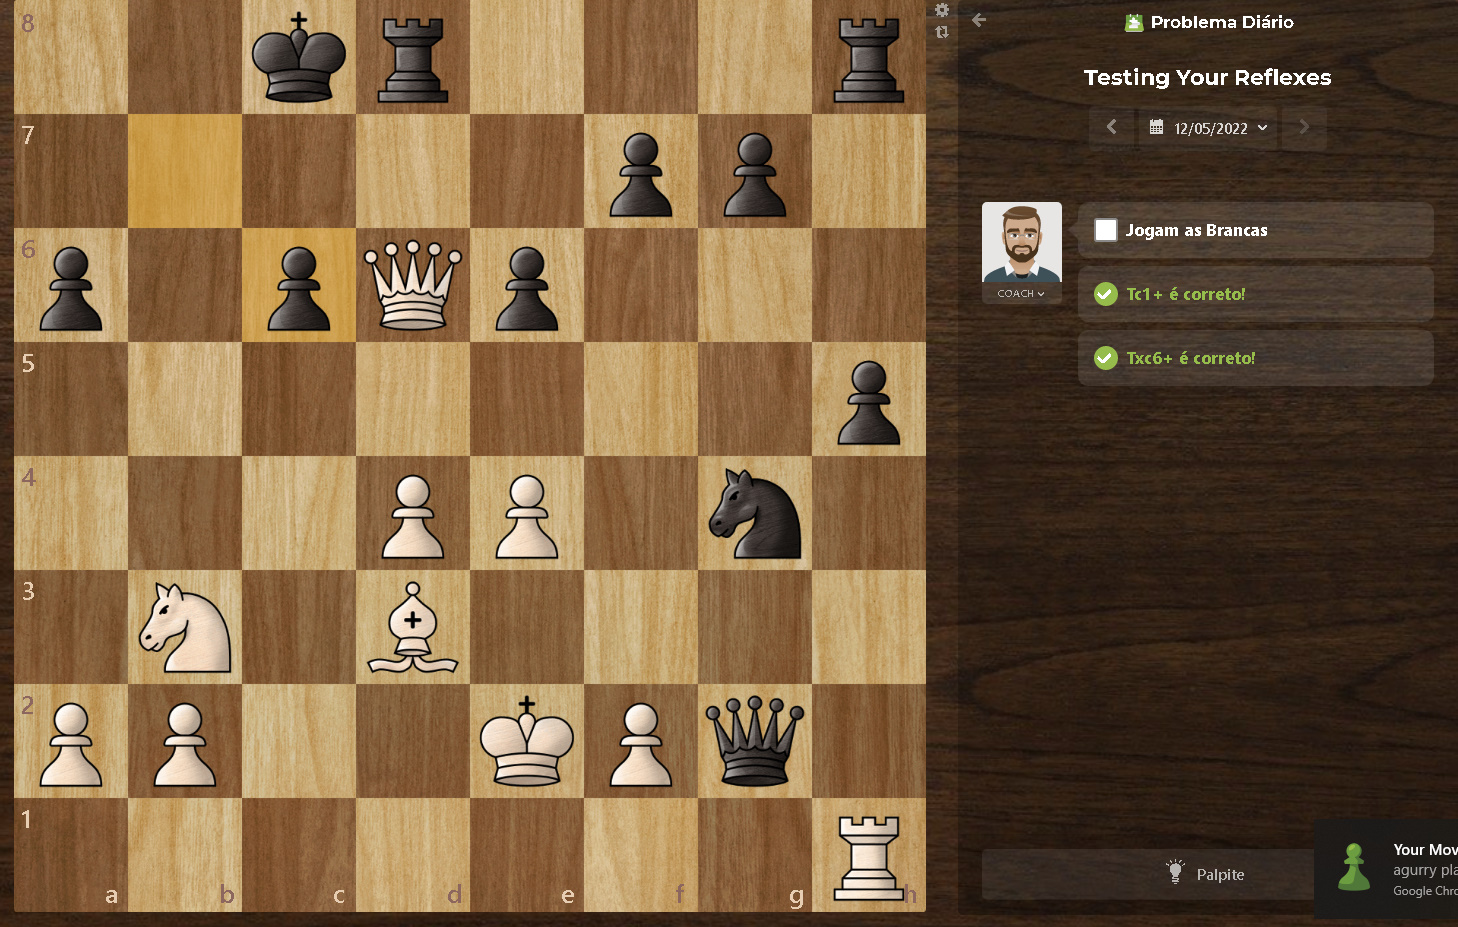 8
7
6
5
4
3
2
1
a b c d e f g h
Problema Diário
Testing Your Reflexes
12/05/2022
COACH
Jogam as Brancas
Tc1+ é correto!
Txc6+ é correto!
Palpite
Your Mov
agurry pla
Google Chro